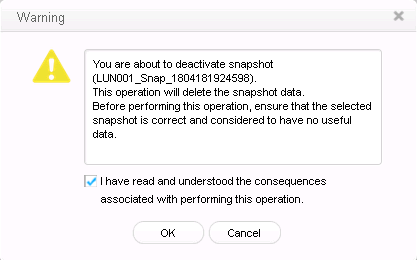 Warning
You are about to deactivate snapshot
(LUN001_Snap_1804181924598).
This operation will delete the snapshot data.
Before performing this operation, ensure that the selected
snapshot is correct and considered to have no useful
data.
I have read and understood the consequences
associated with performing this operation.
OK
Cancel